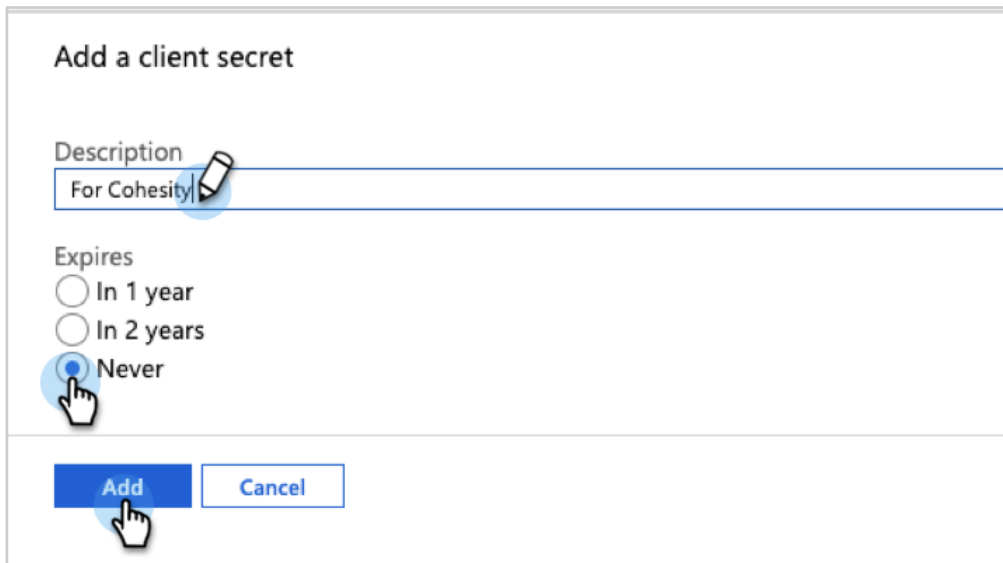 Add a client secret
Description
For Cohesity
Expires
In 1 year
In 2 years
Never
Add Cancel